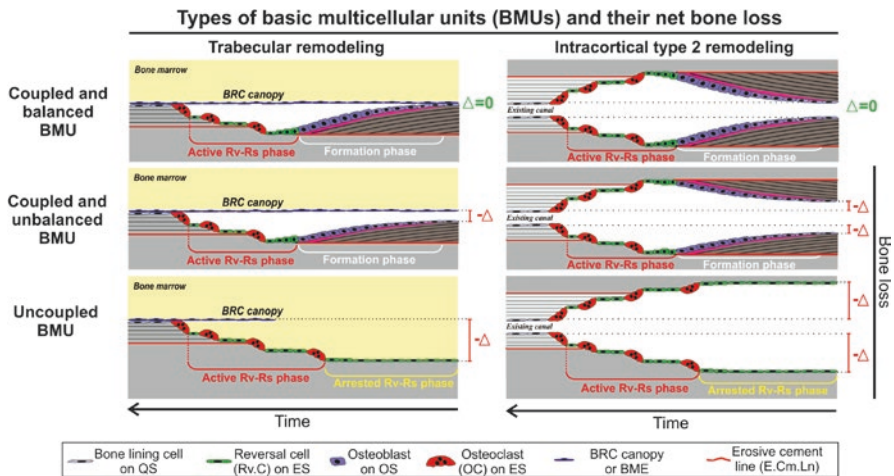 Types of basic multicellular units (BMUs) and their net bone loss
Trabecular remodeling
Intracortical type 2 remodeling
Coupled and
balanced
BMU
Bone marrow
BRC canopy
Active Rv-Rs phase
Formation phase
Δ=0
Existing canal
Active Rv-Rs phase
Formation phase
Δ=0
Coupled and
unbalanced
BMU
Bone marrow
BRC canopy
Active Rv-Rs phase
Formation phase
-Δ
Existing canal
Active Rv-Rs phase
Formation phase
-Δ
-Δ
Uncoupled
BMU
Bone marrow
BRC canopy
Active Rv-Rs phase
Arrested Rv-Rs phase
-Δ
Existing canal
Active Rv-Rs phase
Arrested Rv-Rs phase
-Δ
-Δ
Bone loss
Time
Time
Bone lining cell
on QS
Reversal cell
(Rv.C) on ES
Osteoblast
on OS
Osteoclast
(OC) on ES
BRC canopy
or BME
Erosive cement
line (E.Cm.Ln)